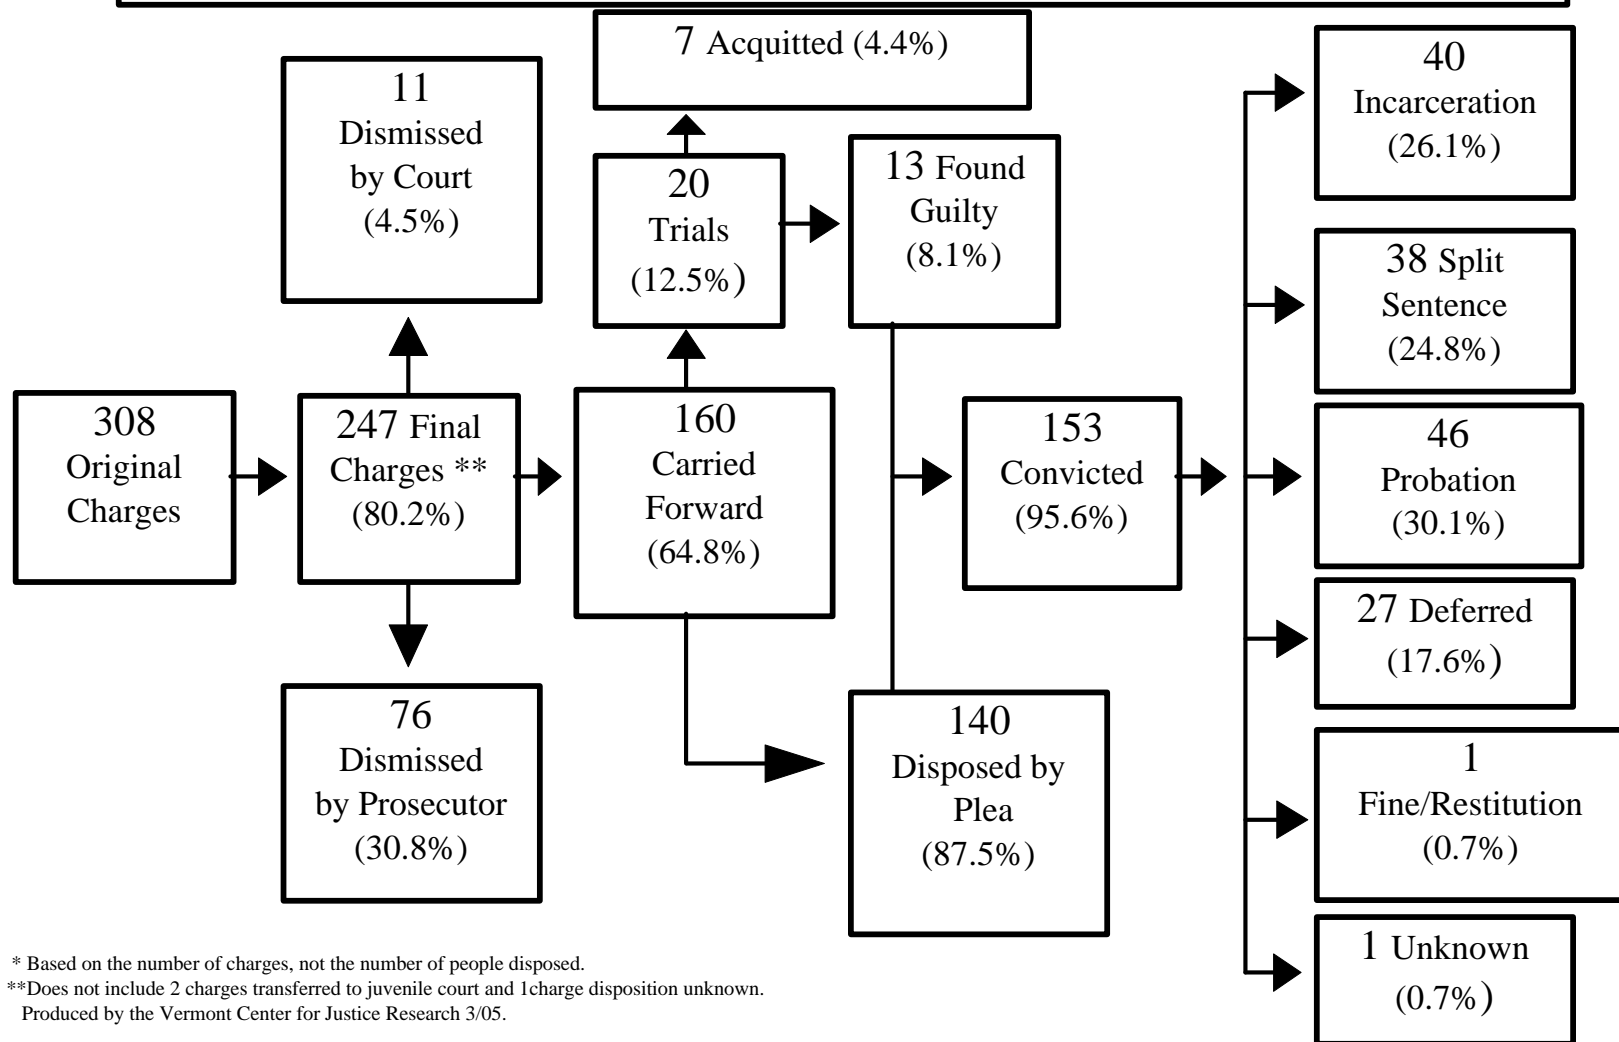 7 Acquitted (4.4%)
11
Dismissed
by Court
(4.5%)
20
Trials
(12.5%)
13 Found
Guilty
(8.1%)
40
Incarceration
(26.1%)
38 Split
Sentence
(24.8%)
308
Original
Charges
247 Final
Charges **
(80.2%)
160
Carried
Forward
(64.8%)
153
Convicted
(95.6%)
46
Probation
(30.1%)
27 Deferred
(17.6%)
76
Dismissed
by Prosecutor
(30.8%)
140
Disposed by
Plea
(87.5%)
1
Fine/Restitution
(0.7%)
1 Unknown
(0.7%)
* Based on the number of charges, not the number of people disposed.
**Does not include 2 charges transferred to juvenile court and 1charge disposition unknown.
Produced by the Vermont Center for Justice Research 3/05.